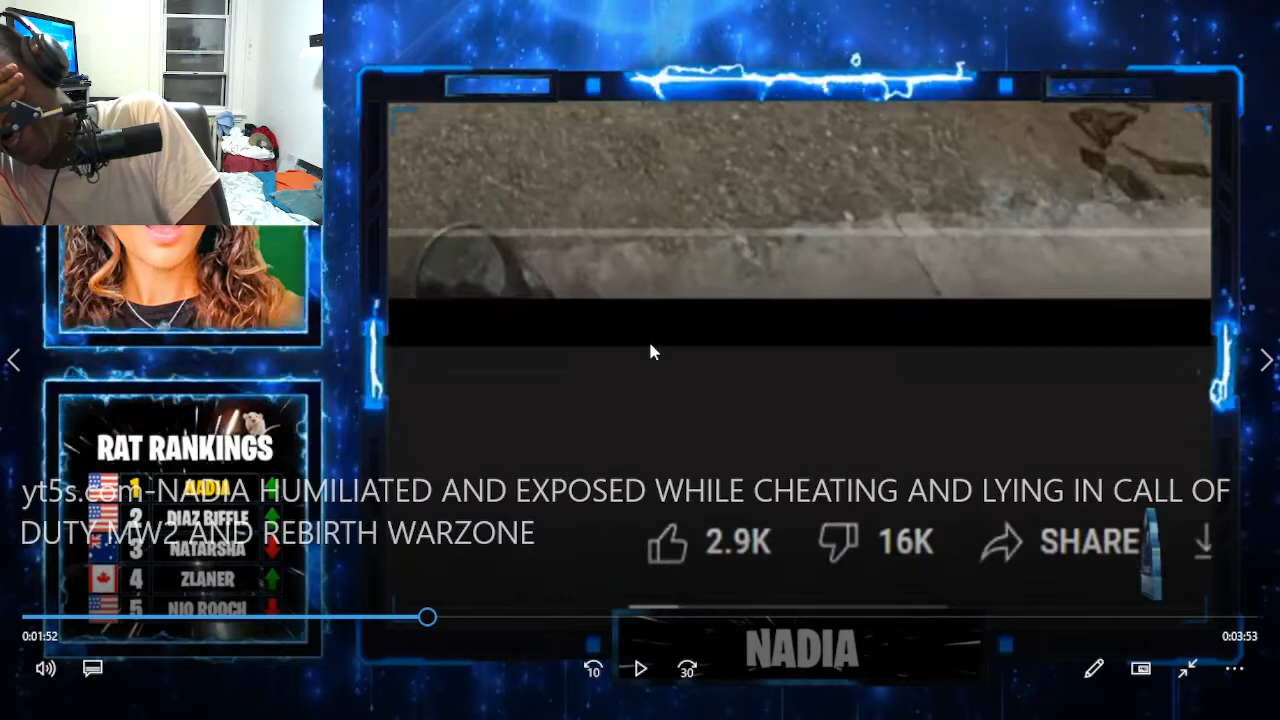 RAT RANKINGS
1 NADIA
2 DIAZ BIFFLE
3 NATARSHA
4 ZLANER
5 NIO ROOCH
yt5s.com-NADIA HUMILIATED AND EXPOSED WHILE CHEATING AND LYING IN CALL OF
DUTY MW2 AND REBIRTH WARZONE
2.9K 16K SHARE
0:01:52 0:03:53
NADIA
10 30